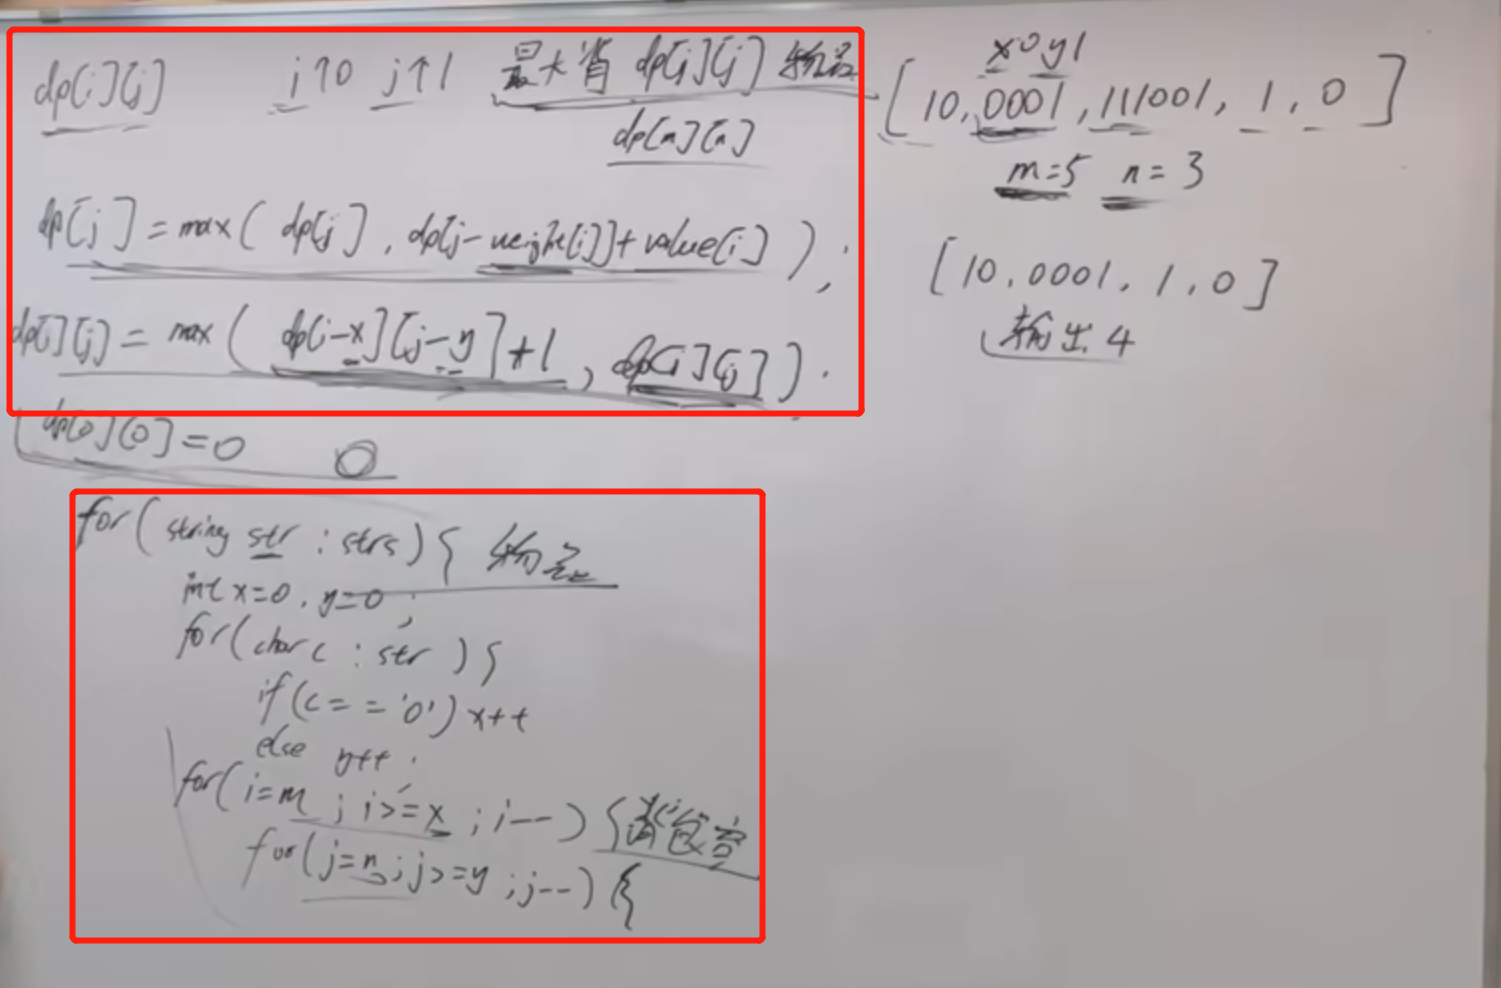 dp[i][j] i个0 j个1 最大背 dp[i][j] 物品
dp[m][n]
dp[j] = max( dp[j], dp[j-weight[i]]+value[i] );
dp[i][j] = max( dp[i-x][j-y]+1, dp[i][j] ).
dp[0][0]=0 0
for( string str : strs) { 物品
int x=0, y=0 ;
for( char c : str ) {
if (c == '0') x++
else y++ ;
for( i=m ; i>=x ; i-- ) { 背包容
for( j=n ; j>=y ; j-- ) {
x0 y1
[ 10, 0001, 111001, 1, 0 ]
m=5 n=3
[ 10, 0001, 1, 0 ]
输出 4